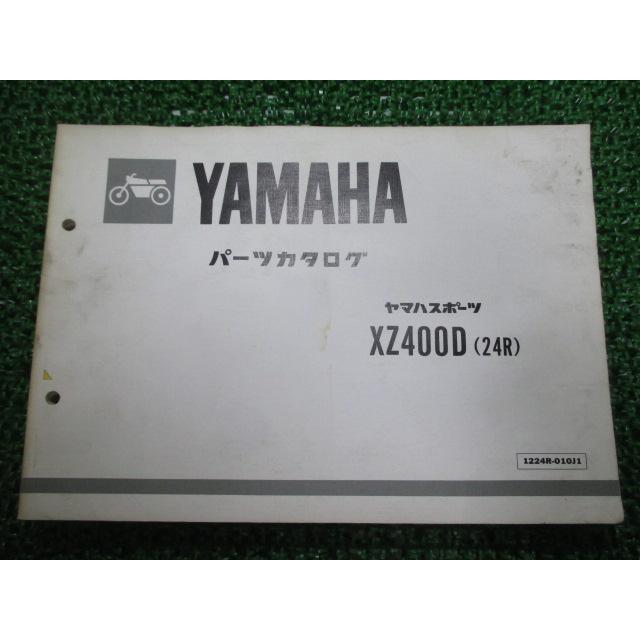 YAMAHA
パーツカタログ
ヤマハスポーツ
XZ400D (24R)
1224R-010J1